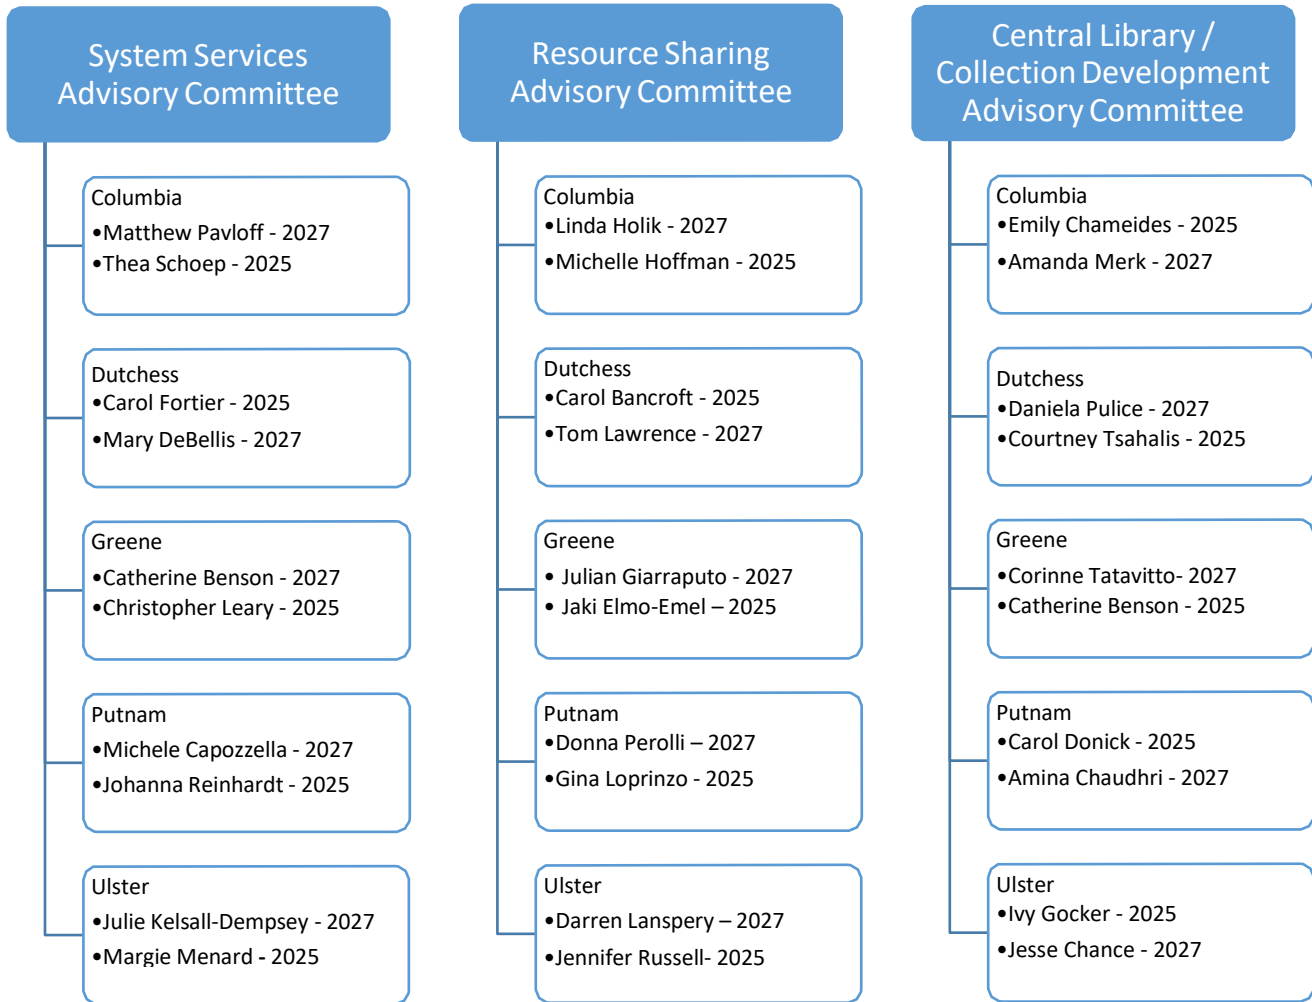 System Services
Advisory Committee
Columbia
•Matthew Pavloff - 2027
•Thea Schoep - 2025
Dutchess
•Carol Fortier - 2025
•Mary DeBellis - 2027
Greene
•Catherine Benson - 2027
•Christopher Leary - 2025
Putnam
•Michele Capozzella - 2027
•Johanna Reinhardt - 2025
Ulster
•Julie Kelsall-Dempsey - 2027
•Margie Menard - 2025
Resource Sharing
Advisory Committee
Columbia
•Linda Holik - 2027
•Michelle Hoffman - 2025
Dutchess
•Carol Bancroft - 2025
•Tom Lawrence - 2027
Greene
• Julian Giarraputo - 2027
• Jaki Elmo-Emel – 2025
Putnam
•Donna Perolli – 2027
•Gina Loprinzo - 2025
Ulster
•Darren Lanspery – 2027
•Jennifer Russell- 2025
Central Library /
Collection Development
Advisory Committee
Columbia
•Emily Chameides - 2025
•Amanda Merk - 2027
Dutchess
•Daniela Pulice - 2027
•Courtney Tsahalis - 2025
Greene
•Corinne Tatavitto- 2027
•Catherine Benson - 2025
Putnam
•Carol Donick - 2025
•Amina Chaudhri - 2027
Ulster
•Ivy Gocker - 2025
•Jesse Chance - 2027